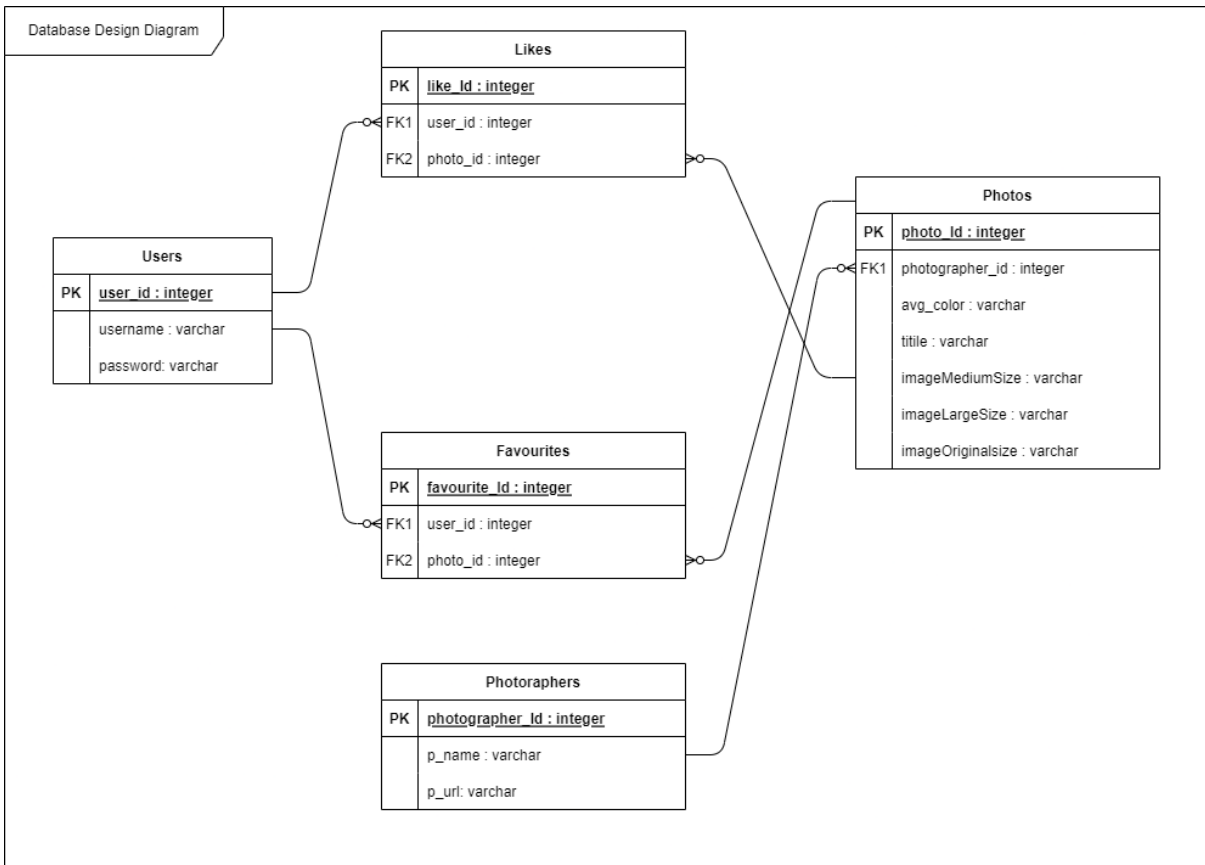 Database Design Diagram
Likes
PK like_Id : integer
FK1 user_id : integer
FK2 photo_id : integer
Users
PK user_id : integer
username : varchar
password: varchar
Favourites
PK favourite_Id : integer
FK1 user_id : integer
FK2 photo_id : integer
Photoraphers
PK photographer_Id : integer
p_name : varchar
p_url: varchar
Photos
PK photo_Id : integer
FK1 photographer_id : integer
avg_color : varchar
titile : varchar
imageMediumSize : varchar
imageLargeSize : varchar
imageOriginalsize : varchar